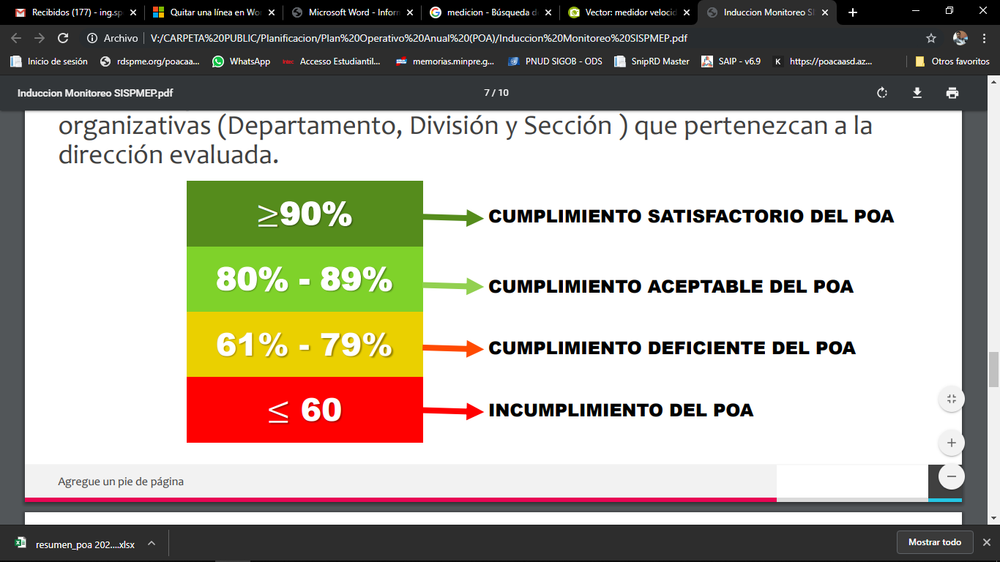 Recibidos (177) - ing.sp
Quitar una línea en Wor
Microsoft Word - Inform
medicion - Búsqueda d
Vector: medidor velocid
Induccion Monitoreo SI
Archivo
V:/CARPETA%20PUBLIC/Planificacion/Plan%20Operativo%20Anual%20(POA)/Induccion%20Monitoreo%20SISPMEP.pdf
Inicio de sesión
rdspme.org/poacaa...
WhatsApp
intec
Accesso Estudiantil...
memorias.minpre.g...
PNUD SIGOB - ODS
SnipRD Master
SAIP - v6.9
K
https://poacaasd.az...
Otros favoritos
Induccion Monitoreo SISPMEP.pdf
7 / 10
organizativas (Departamento, División y Sección ) que pertenezcan a la
dirección evaluada.
≥90%
CUMPLIMIENTO SATISFACTORIO DEL POA
80% - 89%
CUMPLIMIENTO ACEPTABLE DEL POA
61% - 79%
CUMPLIMIENTO DEFICIENTE DEL POA
≤ 60
INCUMPLIMIENTO DEL POA
Agregue un pie de página
resumen_poa 202....xlsx
Mostrar todo